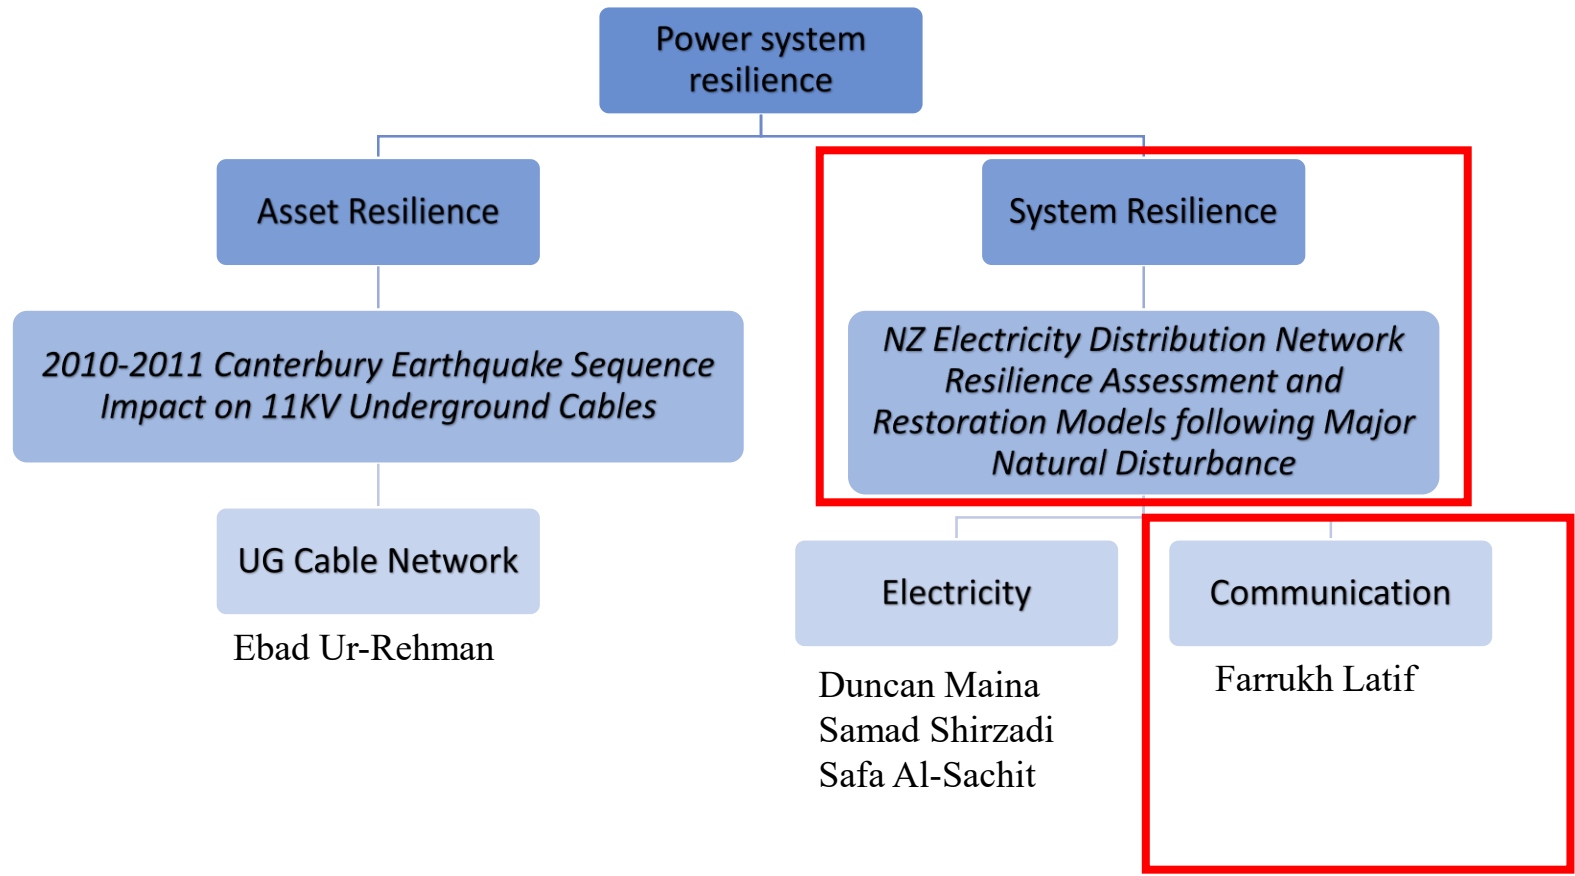 Power system
resilience
Asset Resilience
System Resilience
2010-2011 Canterbury Earthquake Sequence
Impact on 11KV Underground Cables
NZ Electricity Distribution Network
Resilience Assessment and
Restoration Models following Major
Natural Disturbance
UG Cable Network
Ebad Ur-Rehman
Electricity
Duncan Maina
Samad Shirzadi
Safa Al-Sachit
Communication
Farrukh Latif